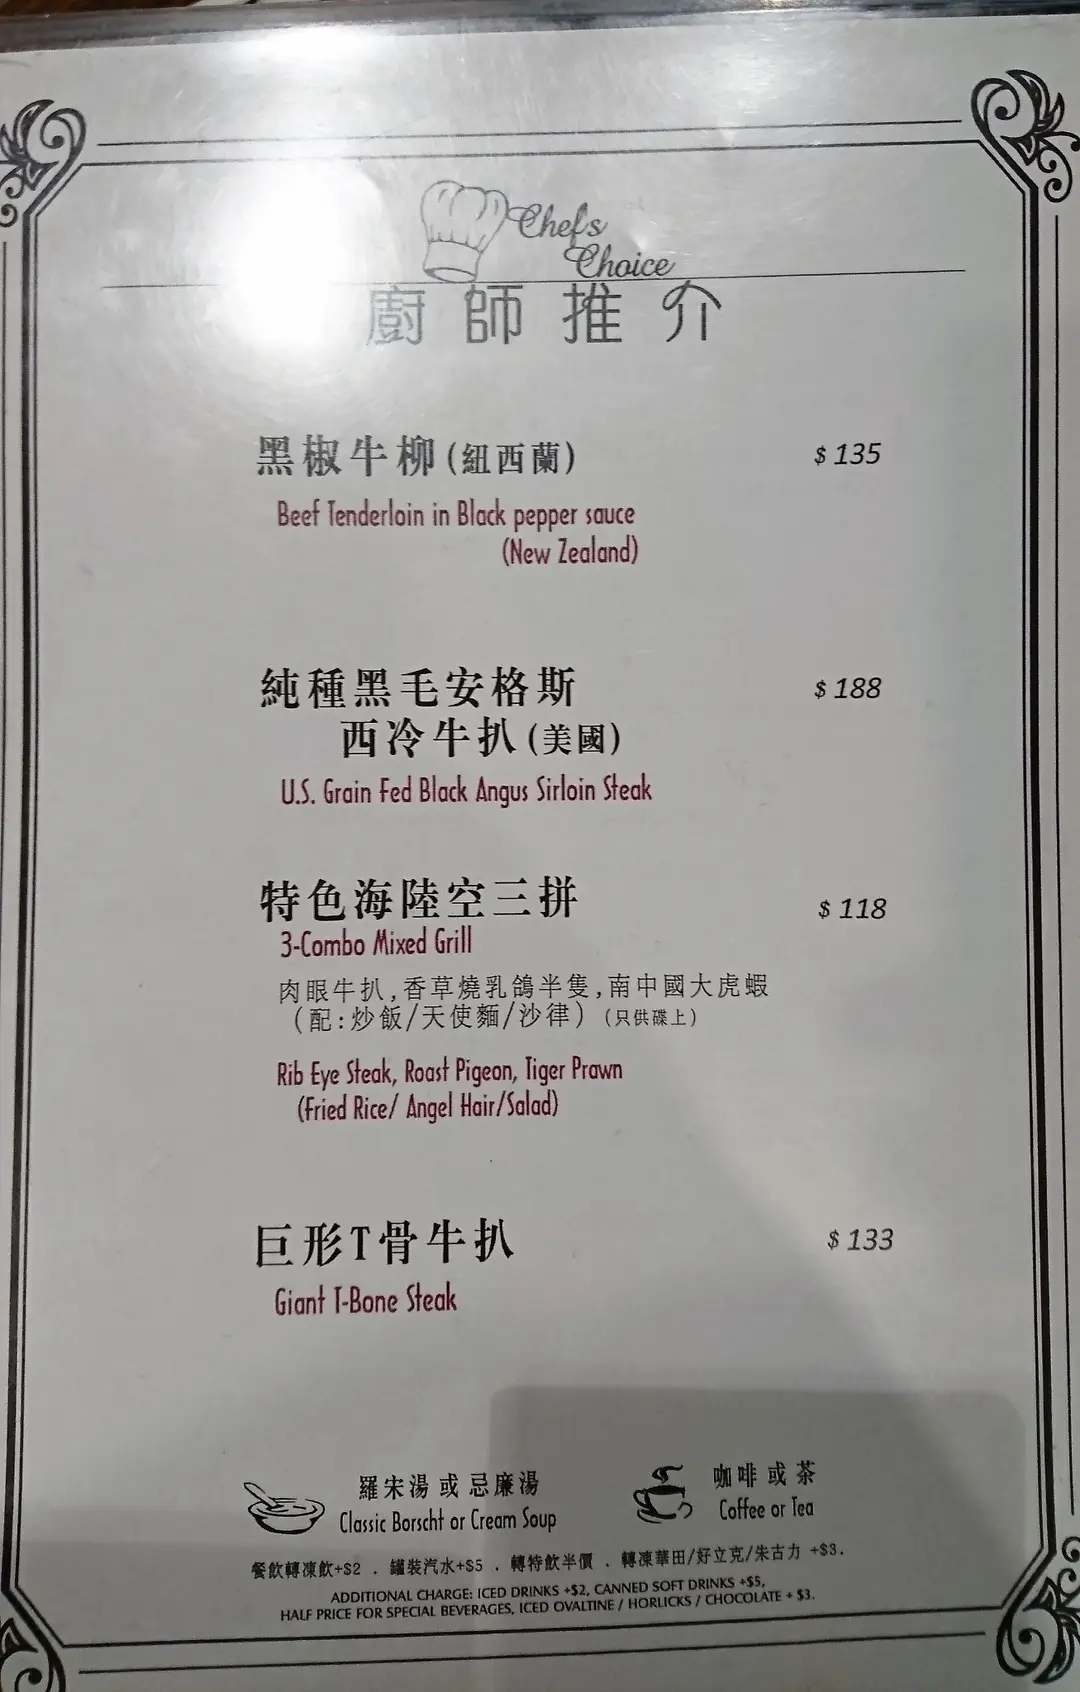 Chef's
Choice
廚師推介
黑椒牛柳(紐西蘭) $135
Beef Tenderloin in Black pepper sauce
(New Zealand)
純種黑毛安格斯 $188
西冷牛扒(美國)
U.S. Grain Fed Black Angus Sirloin Steak
特色海陸空三拼 $118
3-Combo Mixed Grill
肉眼牛扒,香草燒乳鴿半隻,南中國大虎蝦
(配:炒飯/天使麵/沙律)(只供碟上)
Rib Eye Steak, Roast Pigeon, Tiger Prawn
(Fried Rice/ Angel Hair/Salad)
巨形T骨牛扒 $133
Giant T-Bone Steak
羅宋湯或忌廉湯
Classic Borscht or Cream Soup
咖啡或茶
Coffee or Tea
餐飲轉凍飲+$2 . 罐裝汽水+$5 . 轉特飲半價 . 轉凍華田/好立克/朱古力 +$3.
ADDITIONAL CHARGE: ICED DRINKS +$2, CANNED SOFT DRINKS +$5,
HALF PRICE FOR SPECIAL BEVERAGES, ICED OVALTINE / HORLICKS / CHOCOLATE + $3.